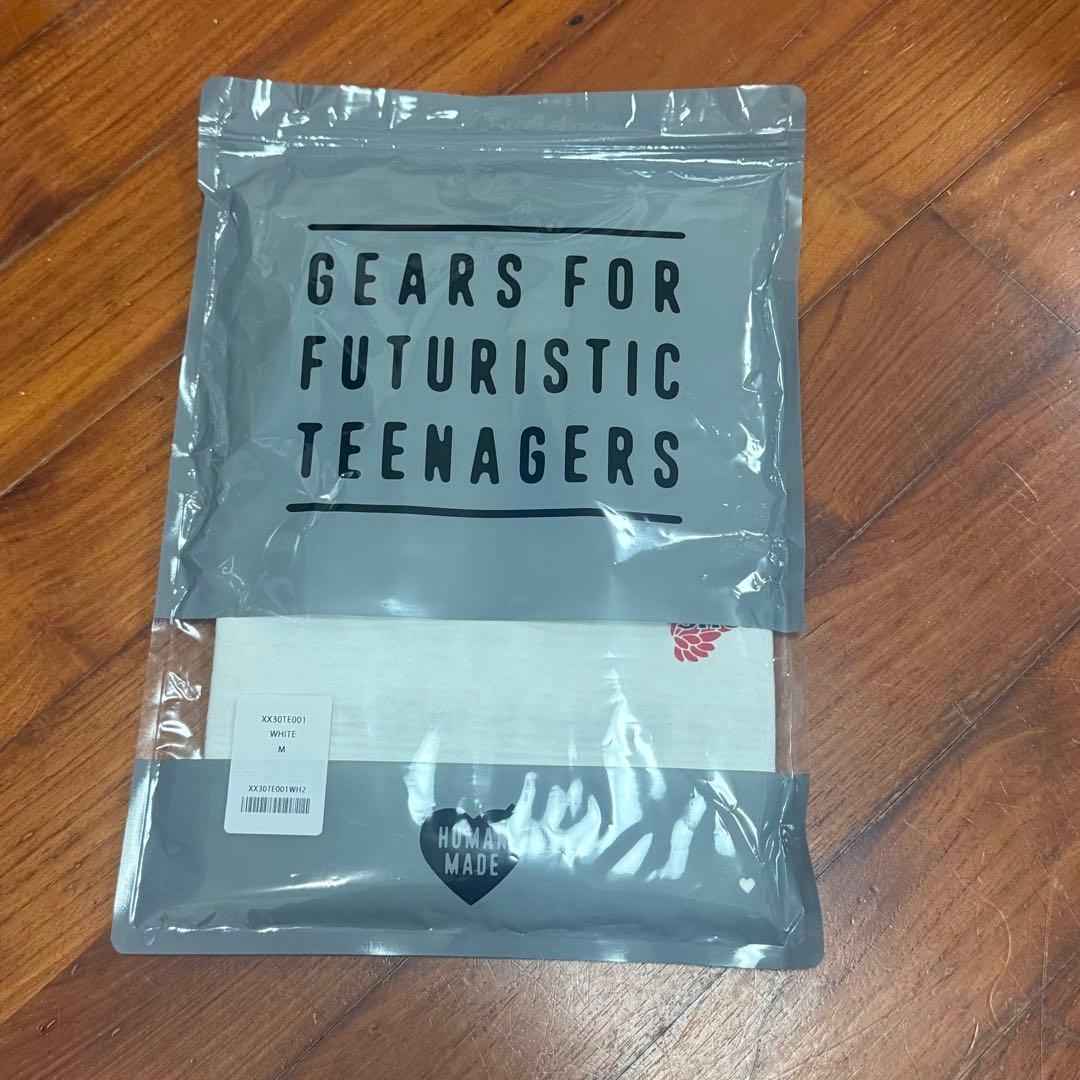 GEARS FOR
FUTURISTIC
TEENAGERS
XX30TE001
WHITE
M
XX30TE001WH2
HUMAN
MADE